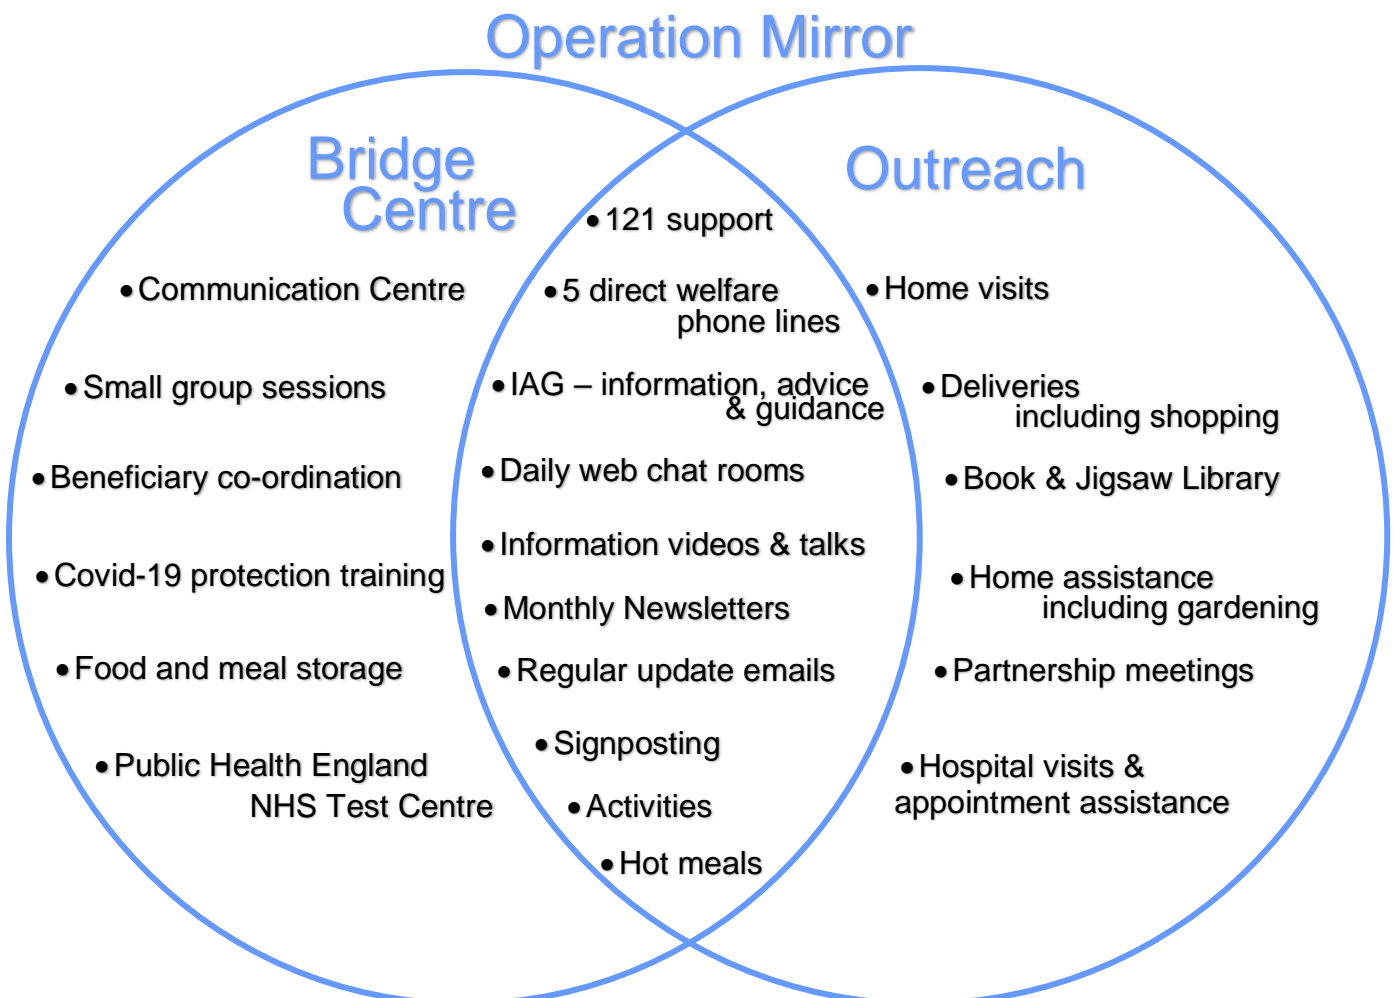 Operation Mirror
Bridge
Centre
• Communication Centre
• Small group sessions
• Beneficiary co-ordination
• Covid-19 protection training
• Food and meal storage
• Public Health England
NHS Test Centre
• 121 support
• 5 direct welfare
phone lines
• IAG – information, advice
& guidance
• Daily web chat rooms
• Information videos & talks
• Monthly Newsletters
• Regular update emails
• Signposting
• Activities
• Hot meals
Outreach
• Home visits
• Deliveries
including shopping
• Book & Jigsaw Library
• Home assistance
including gardening
• Partnership meetings
• Hospital visits &
appointment assistance